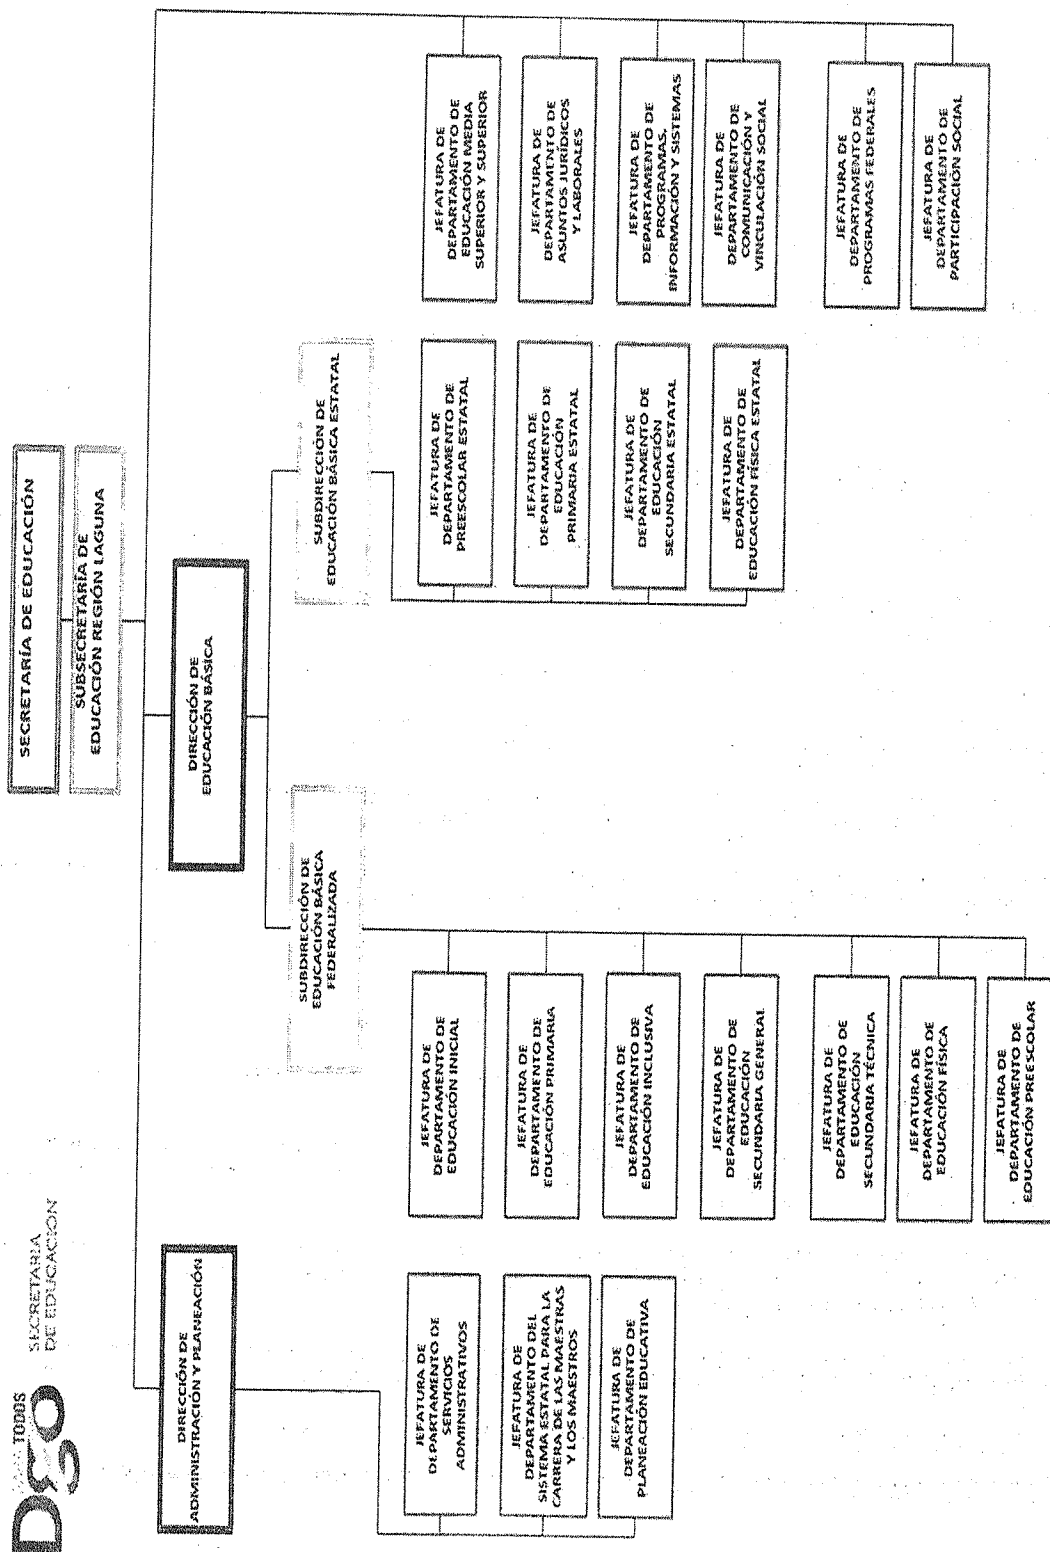 TODOS
Dgo
SECRETARÍA
DE EDUCACIÓN
SECRETARÍA DE EDUCACIÓN
SUBSECRETARÍA DE
EDUCACIÓN REGIÓN LAGUNA
DIRECCIÓN DE
ADMINISTRACIÓN Y PLANEACIÓN
DIRECCIÓN DE
EDUCACIÓN BÁSICA
SUBDIRECCIÓN DE
EDUCACIÓN BÁSICA
FEDERALIZADA
SUBDIRECCIÓN DE
EDUCACIÓN BÁSICA ESTATAL
JEFATURA DE
DEPARTAMENTO DE
SERVICIOS
ADMINISTRATIVOS
JEFATURA DE
DEPARTAMENTO DEL
SISTEMA ESTATAL PARA LA
CARRERA DE LAS MAESTRAS
Y LOS MAESTROS
JEFATURA DE
DEPARTAMENTO DE
PLANEACIÓN EDUCATIVA
JEFATURA DE
DEPARTAMENTO DE
EDUCACIÓN INICIAL
JEFATURA DE
DEPARTAMENTO DE
EDUCACIÓN PRIMARIA
JEFATURA DE
DEPARTAMENTO DE
EDUCACIÓN INCLUSIVA
JEFATURA DE
DEPARTAMENTO DE
EDUCACIÓN
SECUNDARIA GENERAL
JEFATURA DE
DEPARTAMENTO DE
EDUCACIÓN
SECUNDARIA TÉCNICA
JEFATURA DE
DEPARTAMENTO DE
EDUCACIÓN FÍSICA
JEFATURA DE
DEPARTAMENTO DE
EDUCACIÓN PREESCOLAR
JEFATURA DE
DEPARTAMENTO DE
PREESCOLAR ESTATAL
JEFATURA DE
DEPARTAMENTO DE
EDUCACIÓN
PRIMARIA ESTATAL
JEFATURA DE
DEPARTAMENTO DE
EDUCACIÓN
SECUNDARIA ESTATAL
JEFATURA DE
DEPARTAMENTO DE
EDUCACIÓN FÍSICA ESTATAL
JEFATURA DE
DEPARTAMENTO DE
EDUCACIÓN MEDIA
SUPERIOR Y SUPERIOR
JEFATURA DE
DEPARTAMENTO DE
ASUNTOS JURÍDICOS
Y LABORALES
JEFATURA DE
DEPARTAMENTO DE
PROGRAMAS,
INFORMACIÓN Y SISTEMAS
JEFATURA DE
DEPARTAMENTO DE
COMUNICACIÓN Y
VINCULACIÓN SOCIAL
JEFATURA DE
DEPARTAMENTO DE
PROGRAMAS FEDERALES
JEFATURA DE
DEPARTAMENTO DE
PARTICIPACIÓN SOCIAL